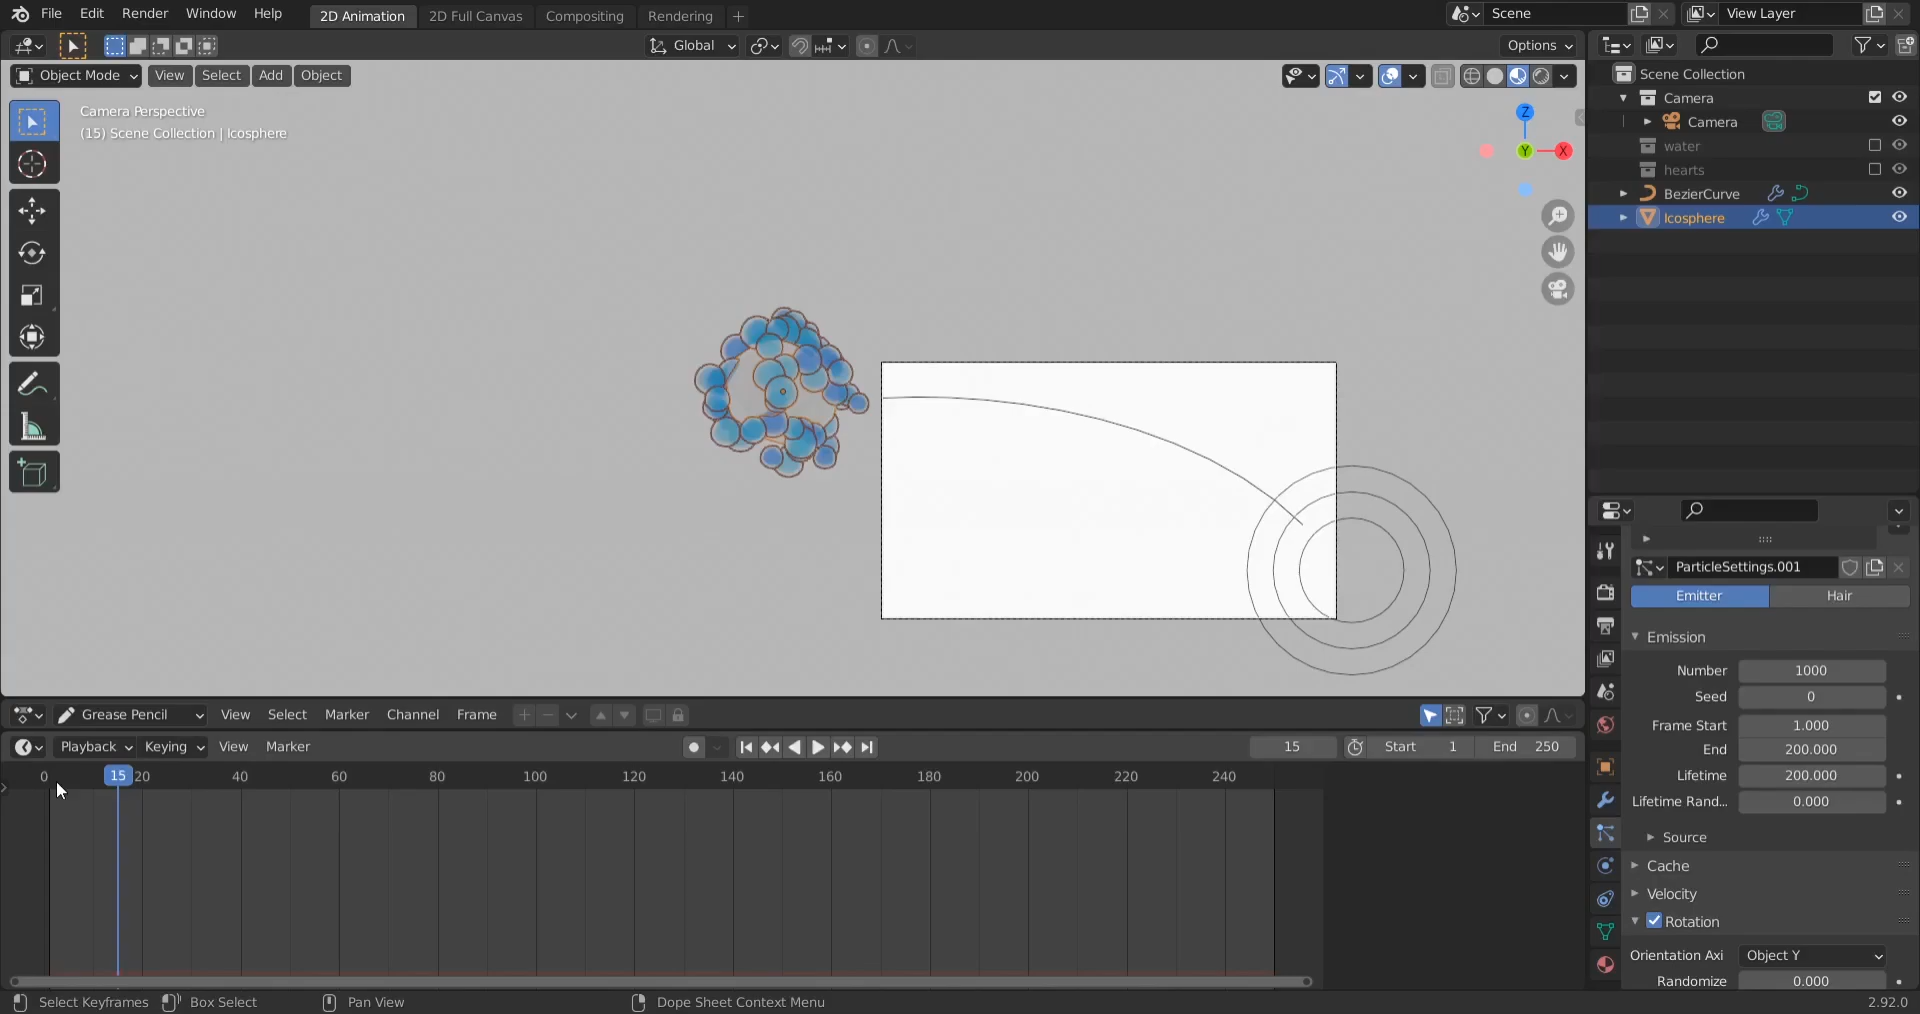 File Edit Render Window Help 2D Animation 2D Full Canvas Compositing Rendering + Scene View Layer
Global Options
Object Mode View Select Add Object
Camera Perspective
(15) Scene Collection | Icosphere
Z
Y
X
Scene Collection
Camera
Camera
water
hearts
BezierCurve
Icosphere
ParticleSettings.001
Emitter Hair
Emission
Number 1000
Seed 0
Frame Start 1.000
End 200.000
Lifetime 200.000
Lifetime Rand... 0.000
Source
Cache
Velocity
Rotation
Orientation Axi Object Y
Randomize 0.000
Grease Pencil View Select Marker Channel Frame
Playback Keying View Marker 15 Start 1 End 250
0 15 20 40 60 80 100 120 140 160 180 200 220 240
Select Keyframes Box Select Pan View Dope Sheet Context Menu 2.92.0